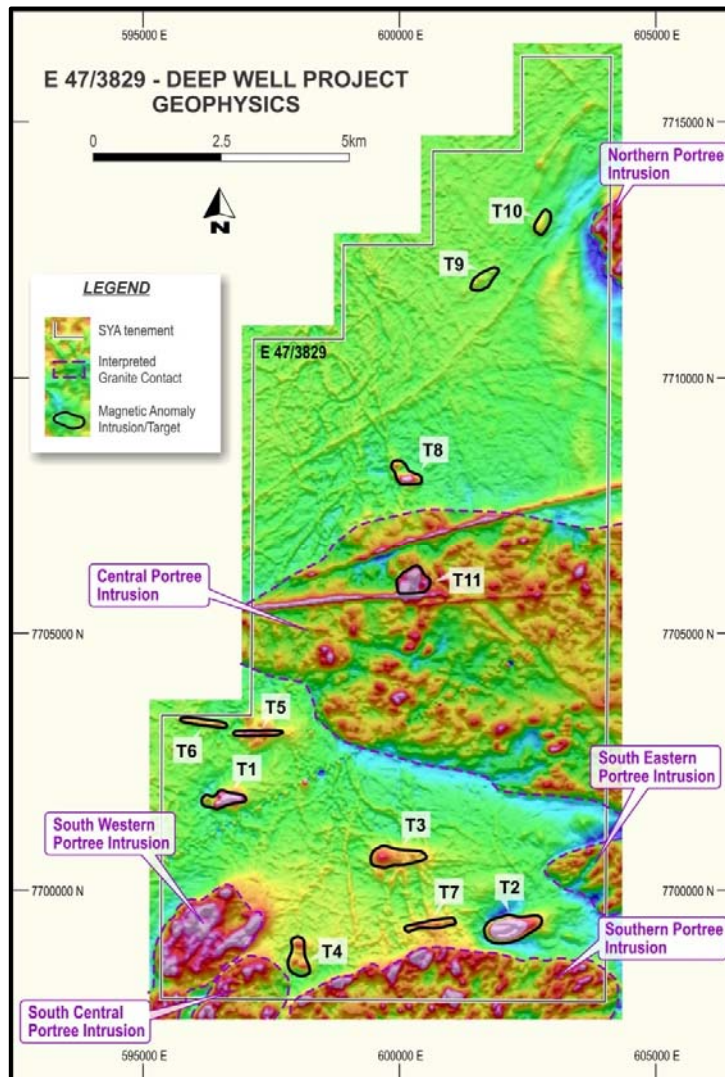 595000 E
600000 E
605000 E
E 47/3829 - DEEP WELL PROJECT
GEOPHYSICS
0
2.5
5km
N
7715000 N
Northern Portree
Intrusion
T10
T9
LEGEND
SYA tenement
Interpreted
Granite Contact
Magnetic Anomaly
Intrusion/Target
E 47/3829
7710000 N
T8
Central Portree
Intrusion
T11
7705000 N
T5
T6
T1
South Eastern
Portree Intrusion
South Western
Portree Intrusion
T3
7700000 N
T7
T2
Southern Portree
Intrusion
T4
South Central
Portree Intrusion
595000 E
600000 E
605000 E